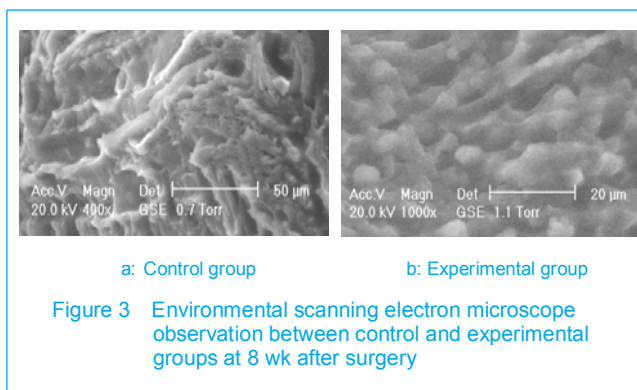 Acc.V Magn Det 50 µm
20.0 kV 400x GSE 0.7 Torr
Acc.V Magn Det 20 µm
20.0 kV 1000x GSE 1.1 Torr
a: Control group
b: Experimental group
Figure 3 Environmental scanning electron microscope
observation between control and experimental
groups at 8 wk after surgery